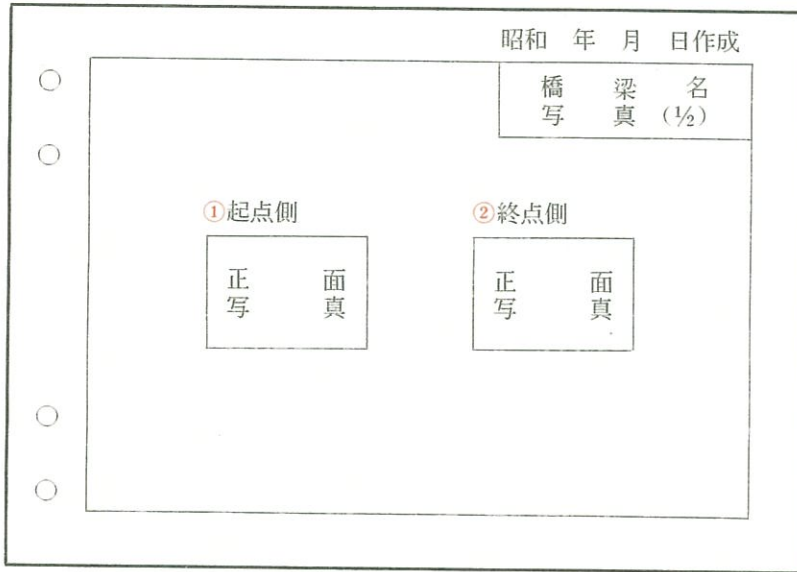 昭和 年 月 日作成
橋梁名
写真(½)
①起点側
②終点側
正面
写真
正面
写真